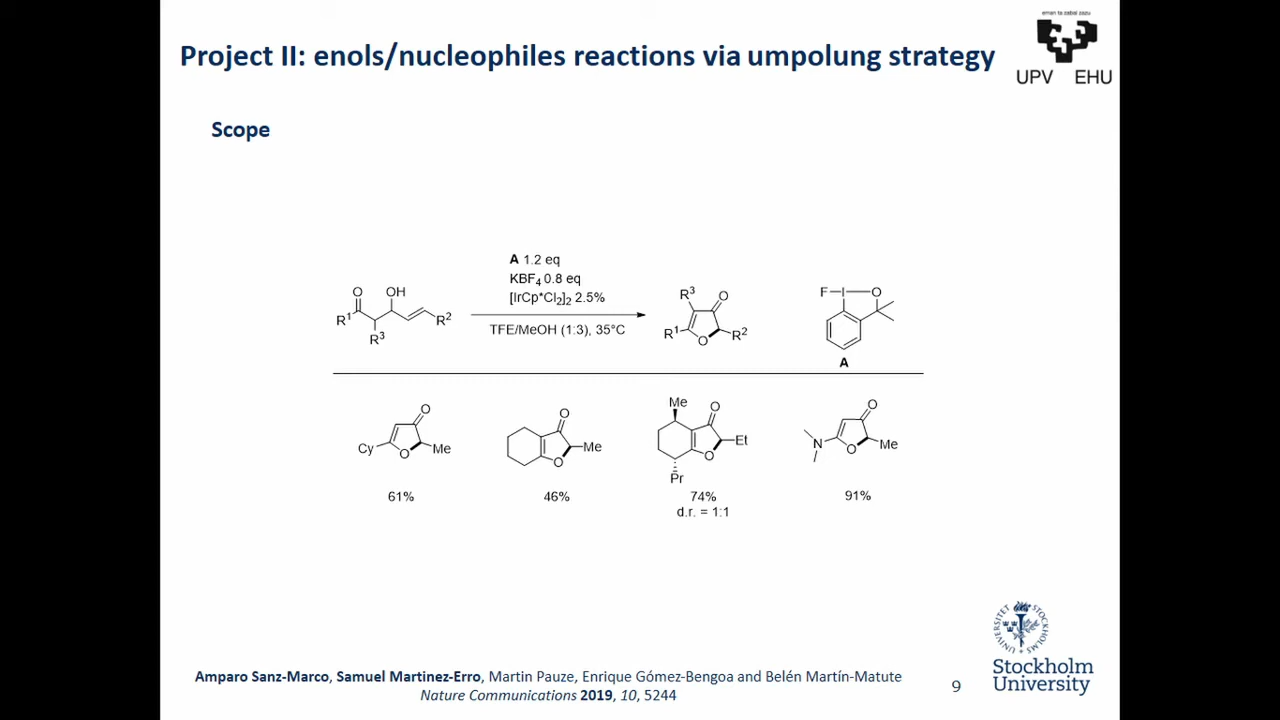 eman ta zabal zazu
Project II: enols/nucleophiles reactions via umpolung strategy
UPV EHU
Scope
A 1.2 eq
KBF4 0.8 eq
[IrCp*Cl2]2 2.5%
TFE/MeOH (1:3), 35°C
O OH
R1 R3 R2
R3 O
R1 O R2
F I O
A
O
Cy O Me
61%
O
O Me
46%
Me O
O Et
Pr
74%
d.r. = 1:1
O
N O Me
91%
STOCKHOLMS UNIVERSITET
Stockholm
University
Amparo Sanz-Marco, Samuel Martinez-Erro, Martin Pauze, Enrique Gómez-Bengoa and Belén Martín-Matute
Nature Communications 2019, 10, 5244
9